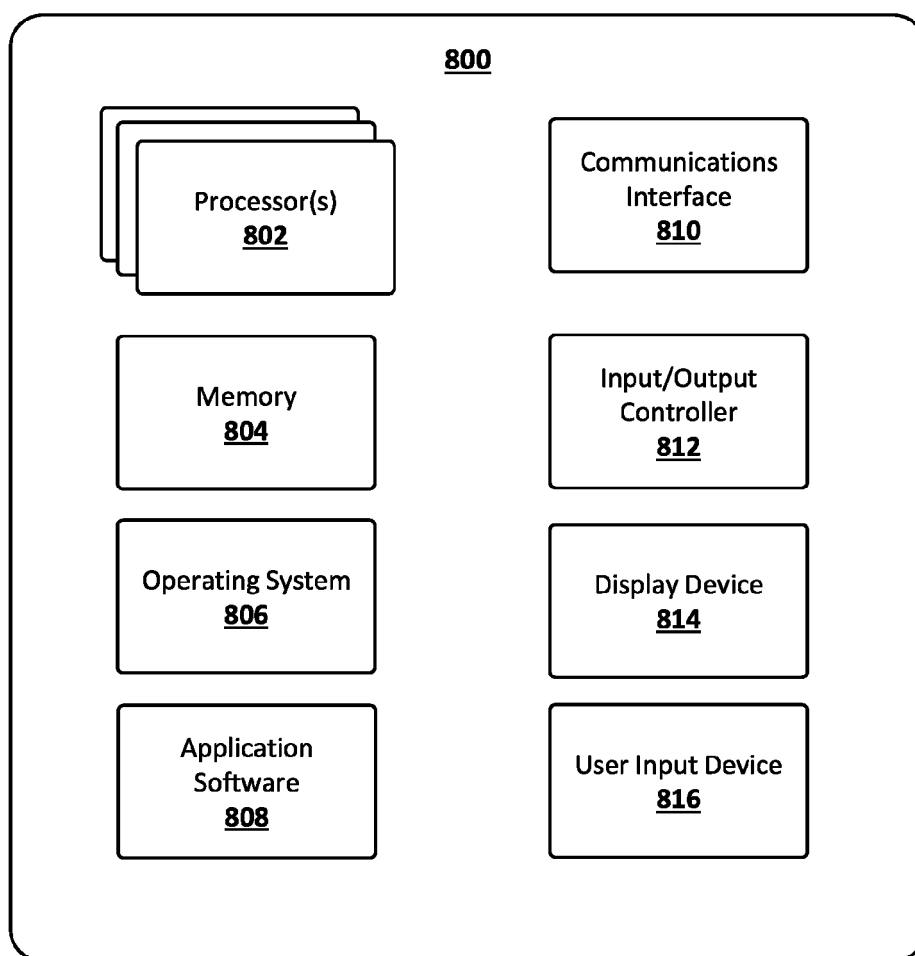 800
Processor(s)
802
Memory
804
Operating System
806
Application
Software
808
Communications
Interface
810
Input/Output
Controller
812
Display Device
814
User Input Device
816